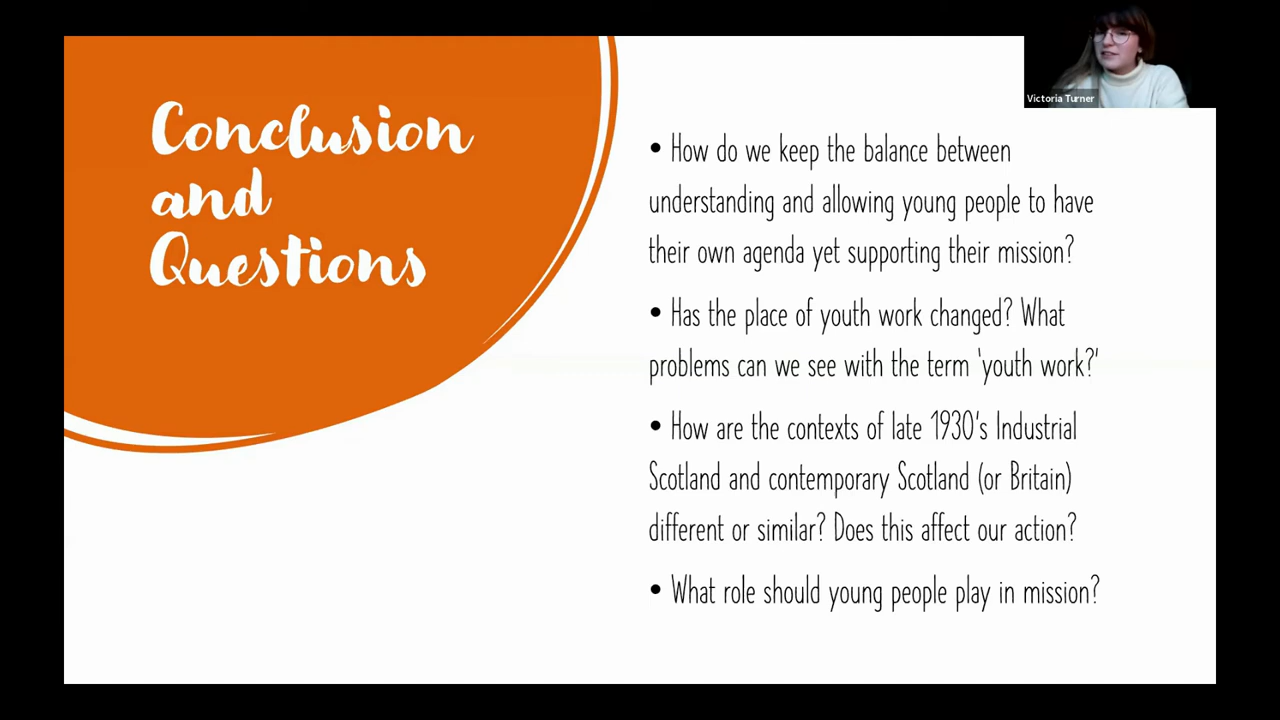 Conclusion
and
Questions
Victoria Turner
• How do we keep the balance between
understanding and allowing young people to have
their own agenda yet supporting their mission?
• Has the place of youth work changed? What
problems can we see with the term 'youth work?'
• How are the contexts of late 1930's Industrial
Scotland and contemporary Scotland (or Britain)
different or similar? Does this affect our action?
• What role should young people play in mission?